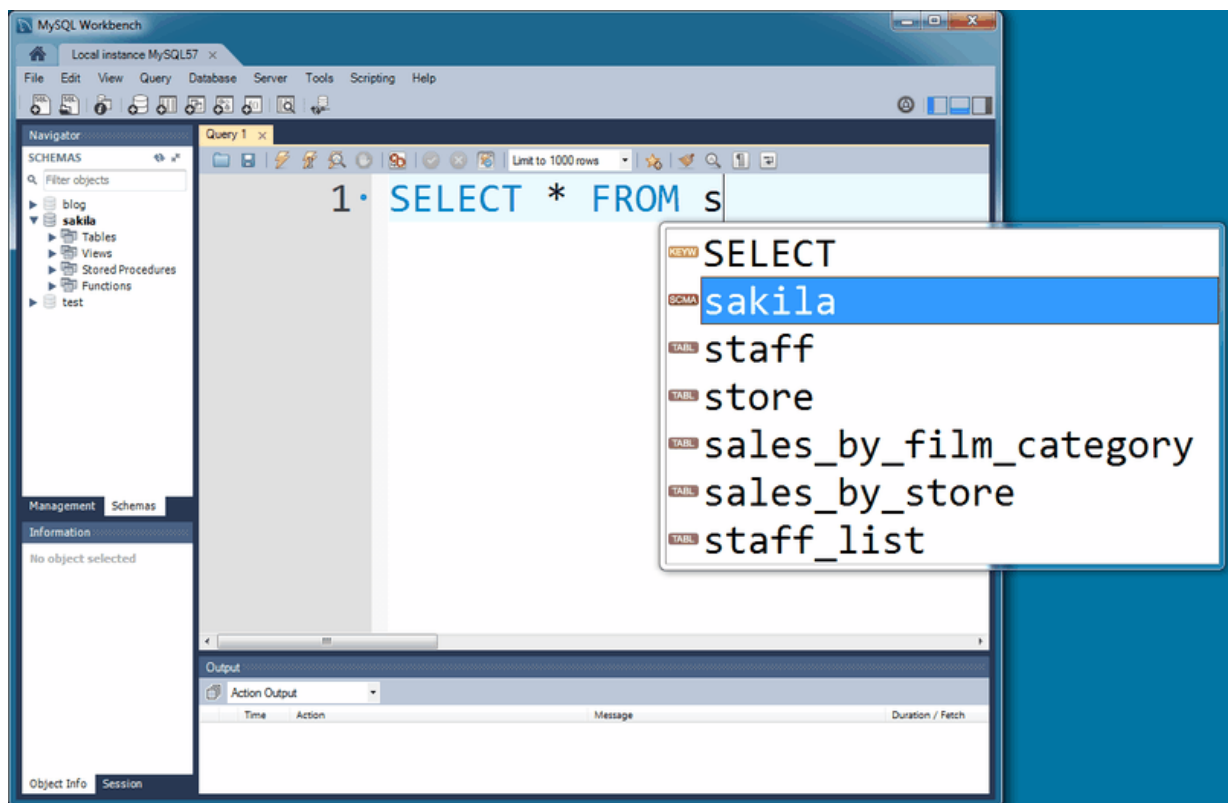 MySQL Workbench
Local instance MySQL57
File Edit View Query Database Server Tools Scripting Help
Navigator
Query 1
SCHEMAS
Limit to 1000 rows
Filter objects
1 SELECT * FROM s
blog
sakila
Tables
Views
Stored Procedures
Functions
test
KEYW SELECT
SCMA sakila
TABL staff
TABL store
TABL sales_by_film_category
TABL sales_by_store
TABL staff_list
Management Schemas
Information
No object selected
Output
Action Output
Time Action Message Duration / Fetch
Object Info Session